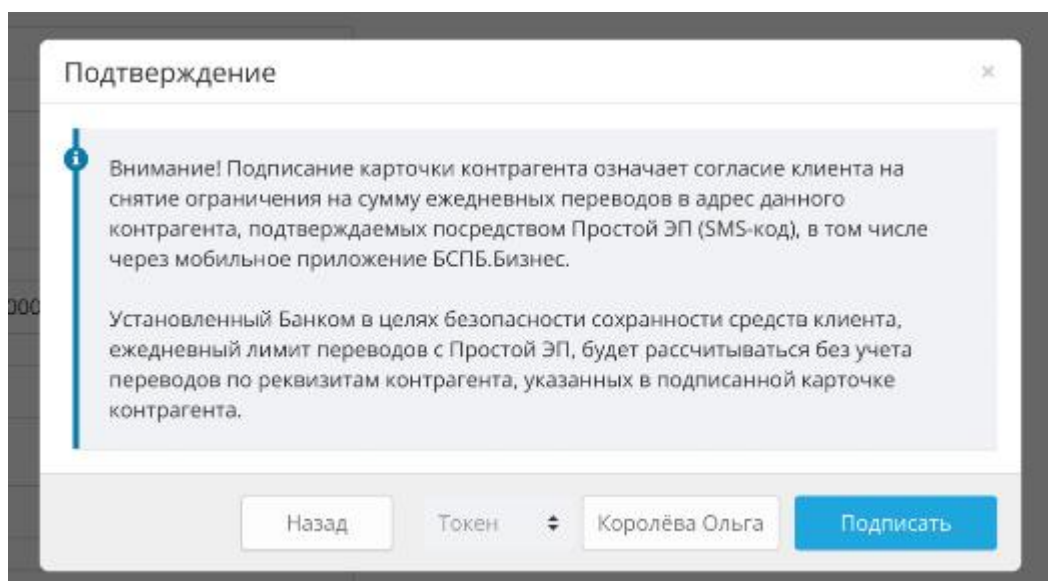 Подтверждение
×
Внимание! Подписание карточки контрагента означает согласие клиента на
снятие ограничения на сумму ежедневных переводов в адрес данного
контрагента, подтверждаемых посредством Простой ЭП (SMS-код), в том числе
через мобильное приложение БСПБ.Бизнес.
000
Установленный Банком в целях безопасности сохранности средств клиента,
ежедневный лимит переводов с Простой ЭП, будет рассчитываться без учета
переводов по реквизитам контрагента, указанных в подписанной карточке
контрагента.
Назад Токен Королёва Ольга Подписать